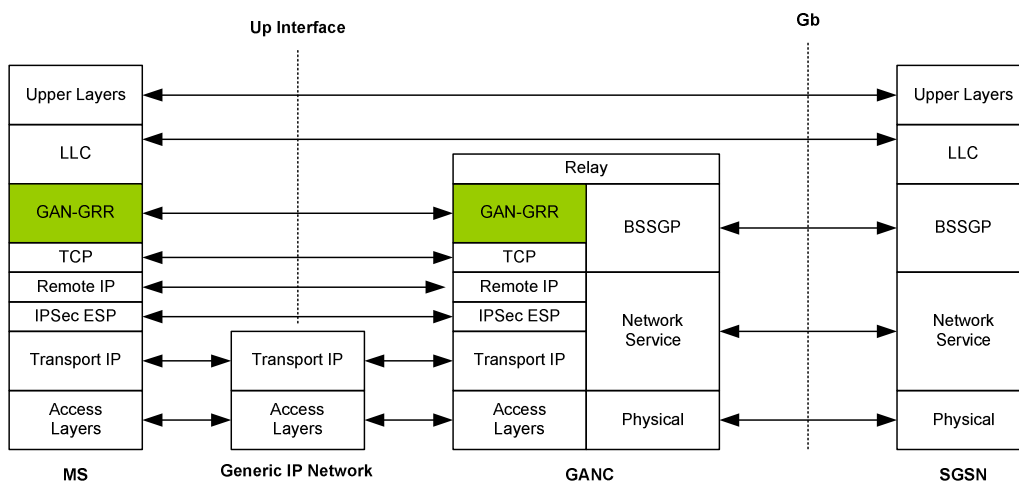 Up Interface
Gb
Upper Layers
LLC
GAN-GRR
TCP
Remote IP
IPSec ESP
Transport IP
Access
Layers
MS
Transport IP
Access
Layers
Generic IP Network
Relay
GAN-GRR
TCP
Remote IP
IPSec ESP
Transport IP
Access
Layers
BSSGP
Network
Service
Physical
GANC
Upper Layers
LLC
BSSGP
Network
Service
Physical
SGSN